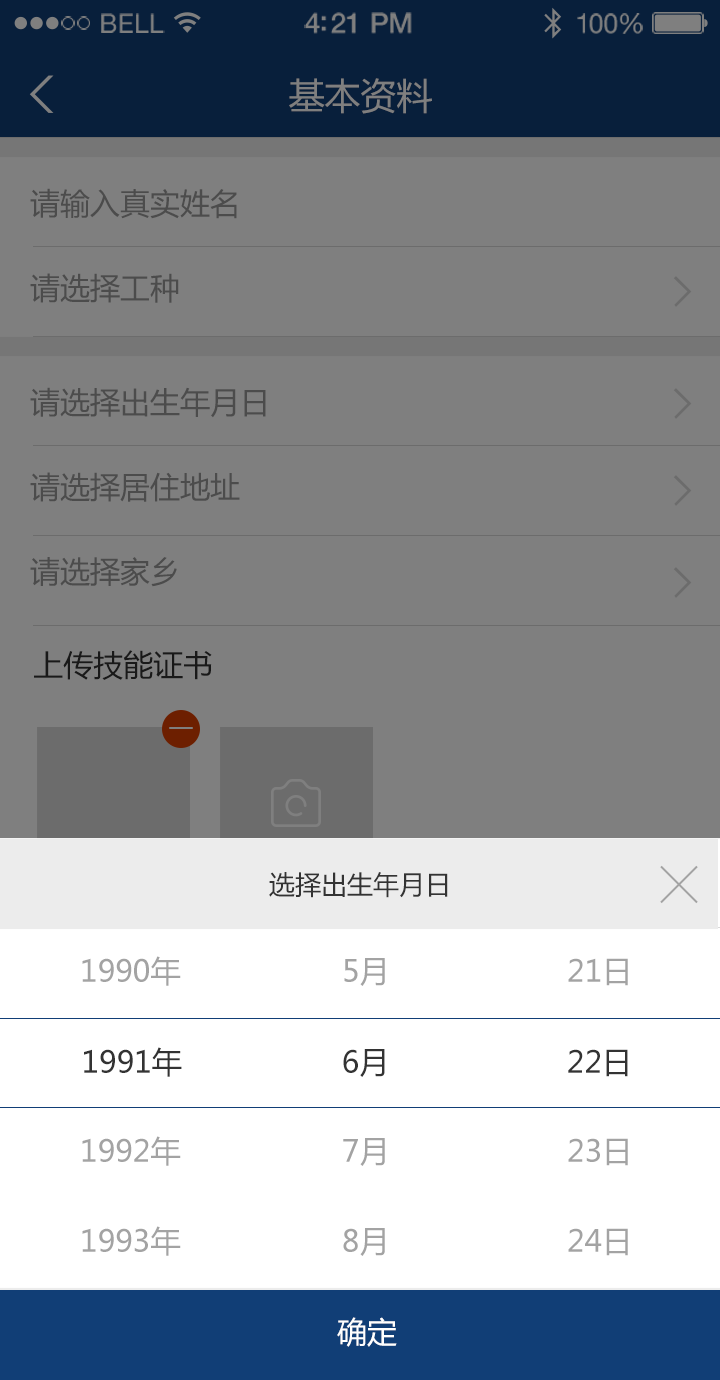 BELL 4:21 PM 100%
基本资料
请输入真实姓名
请选择工种
请选择出生年月日
请选择居住地址
请选择家乡
上传技能证书
选择出生年月日
1990年 5月 21日
1991年 6月 22日
1992年 7月 23日
1993年 8月 24日
确定